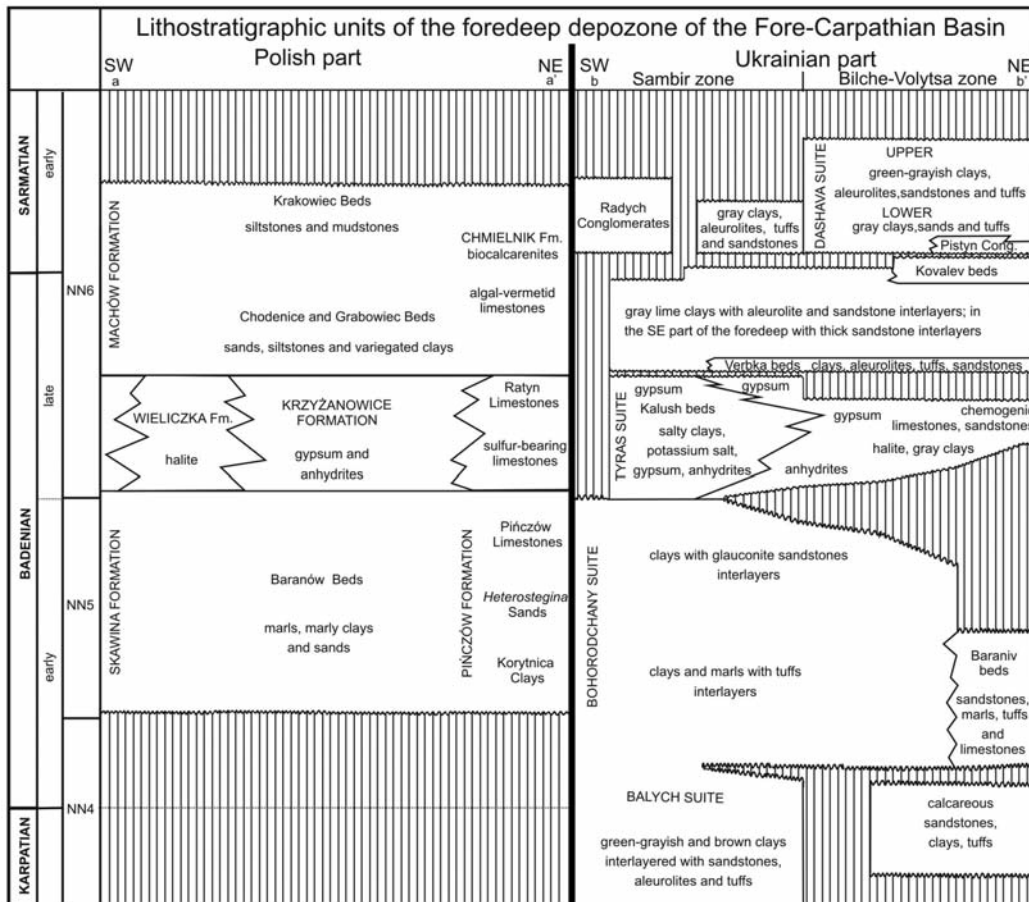 Lithostratigraphic units of the foredeep depozone of the Fore-Carpathian Basin
Polish part
Ukrainian part
SW
a
NE
a'
SW
b
Sambir zone
Bilche-Volytsa zone
NE
b'
SARMATIAN
early
BADENIAN
late
early
KARPATIAN
NN6
NN5
NN4
MACHÓW FORMATION
Krakowiec Beds
siltstones and mudstones
CHMIELNIK Fm.
biocalcarenites
algal-vermetid
limestones
Chodenice and Grabowiec Beds
sands, siltstones and variegated clays
WIELICZKA Fm.
halite
KRZYŻANOWICE
FORMATION
gypsum and
anhydrites
Ratyn
Limestones
sulfur-bearing
limestones
SKAWINA FORMATION
Baranów Beds
marls, marly clays
and sands
PIŃCZÓW FORMATION
Pińczów
Limestones
Heterostegina
Sands
Korytnica
Clays
Radych
Conglomerates
gray clays,
aleurolites, tuffs
and sandstones
DASHAVA SUITE
UPPER
green-grayish clays,
aleurolites,sandstones and tuffs
LOWER
gray clays,sands and tuffs
Pistyn Cong.
Kovalev beds
gray lime clays with aleurolite and sandstone interlayers; in
the SE part of the foredeep with thick sandstone interlayers
Verbka beds clays, aleurolites, tuffs, sandstones
TYRAS SUITE
gypsum
Kalush beds
salty clays,
potassium salt,
gypsum, anhydrites
gypsum
gypsum
chemogenic
limestones, sandstones
halite, gray clays
anhydrites
BOHORODCHANY SUITE
clays with glauconite sandstones
interlayers
clays and marls with tuffs
interlayers
Baraniv
beds
sandstones,
marls, tuffs
and
limestones
BALYCH SUITE
green-grayish and brown clays
interlayered with sandstones,
aleurolites and tuffs
calcareous
sandstones,
clays, tuffs